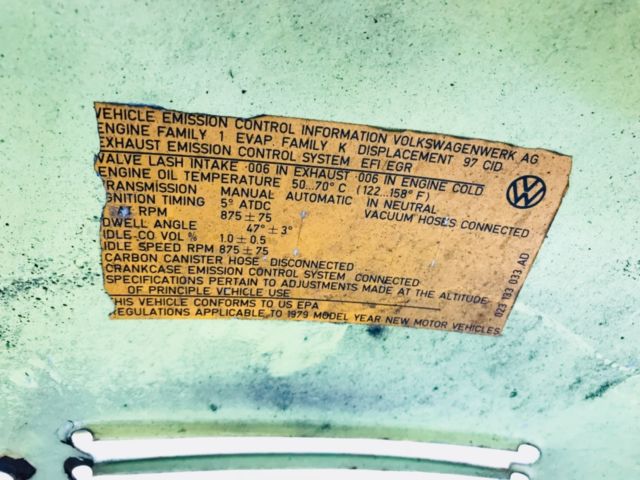 VEHICLE EMISSION CONTROL INFORMATION VOLKSWAGENWERK AG
ENGINE FAMILY 1 EVAP. FAMILY K DISPLACEMENT 97 CID
EXHAUST EMISSION CONTROL SYSTEM EFI/EGR
VALVE LASH INTAKE ·006 IN EXHAUST ·006 IN ENGINE COLD
ENGINE OIL TEMPERATURE 50...70°C (122...158°F)
TRANSMISSION MANUAL AUTOMATIC IN NEUTRAL
IGNITION TIMING 5° ATDC VACUUM HOSES CONNECTED
RPM 875 ± 75
DWELL ANGLE 47° ± 3°
IDLE-CO VOL % 1.0 ± 0.5
IDLE SPEED RPM 875 ± 75
CARBON CANISTER HOSE DISCONNECTED
CRANKCASE EMISSION CONTROL SYSTEM CONNECTED
SPECIFICATIONS PERTAIN TO ADJUSTMENTS MADE AT THE ALTITUDE
OF PRINCIPLE VEHICLE USE
THIS VEHICLE CONFORMS TO US EPA
REGULATIONS APPLICABLE TO 1979 MODEL YEAR NEW MOTOR VEHICLES
VW
023 193 033 AD